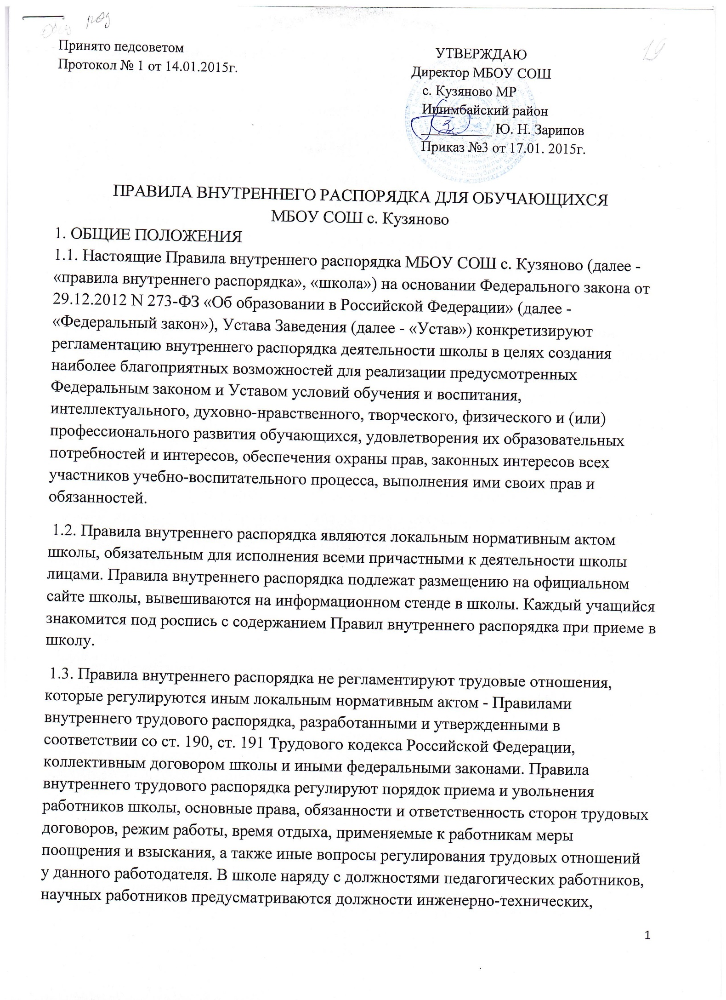 Принято педсоветом
Протокол № 1 от 14.01.2015г.
УТВЕРЖДАЮ
Директор МБОУ СОШ
с. Кузяново МР
Ишимбайский район
__________ Ю. Н. Зарипов
Приказ №3 от 17.01. 2015г.
19
ПРАВИЛА ВНУТРЕННЕГО РАСПОРЯДКА ДЛЯ ОБУЧАЮЩИХСЯ
МБОУ СОШ с. Кузяново
1. ОБЩИЕ ПОЛОЖЕНИЯ
1.1. Настоящие Правила внутреннего распорядка МБОУ СОШ с. Кузяново (далее -
«правила внутреннего распорядка», «школа») на основании Федерального закона от
29.12.2012 N 273-ФЗ «Об образовании в Российской Федерации» (далее -
«Федеральный закон»), Устава Заведения (далее - «Устав») конкретизируют
регламентацию внутреннего распорядка деятельности школы в целях создания
наиболее благоприятных возможностей для реализации предусмотренных
Федеральным законом и Уставом условий обучения и воспитания,
интеллектуального, духовно-нравственного, творческого, физического и (или)
профессионального развития обучающихся, удовлетворения их образовательных
потребностей и интересов, обеспечения охраны прав, законных интересов всех
участников учебно-воспитательного процесса, выполнения ими своих прав и
обязанностей.
1.2. Правила внутреннего распорядка являются локальным нормативным актом
школы, обязательным для исполнения всеми причастными к деятельности школы
лицами. Правила внутреннего распорядка подлежат размещению на официальном
сайте школы, вывешиваются на информационном стенде в школы. Каждый учащийся
знакомится под роспись с содержанием Правил внутреннего распорядка при приеме в
школу.
1.3. Правила внутреннего распорядка не регламентируют трудовые отношения,
которые регулируются иным локальным нормативным актом - Правилами
внутреннего трудового распорядка, разработанными и утвержденными в
соответствии со ст. 190, ст. 191 Трудового кодекса Российской Федерации,
коллективным договором школы и иными федеральными законами. Правила
внутреннего трудового распорядка регулируют порядок приема и увольнения
работников школы, основные права, обязанности и ответственность сторон трудовых
договоров, режим работы, время отдыха, применяемые к работникам меры
поощрения и взыскания, а также иные вопросы регулирования трудовых отношений
у данного работодателя. В школе наряду с должностями педагогических работников,
научных работников предусматриваются должности инженерно-технических,
1